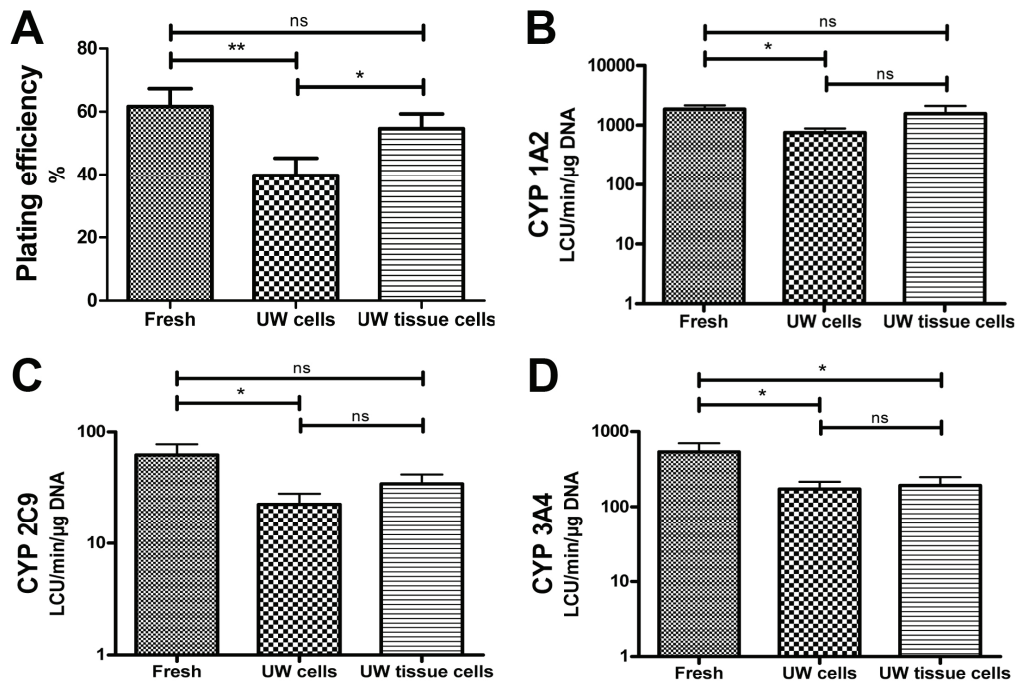 A
ns
**
*
80
60
40
20
0
Plating efficiency
%
Fresh
UW cells
UW tissue cells
B
ns
*
ns
10000
1000
100
10
1
CYP 1A2
LCU/min/µg DNA
Fresh
UW cells
UW tissue cells
C
ns
*
ns
100
10
1
CYP 2C9
LCU/min/µg DNA
Fresh
UW cells
UW tissue cells
D
*
*
ns
1000
100
10
1
CYP 3A4
LCU/min/µg DNA
Fresh
UW cells
UW tissue cells